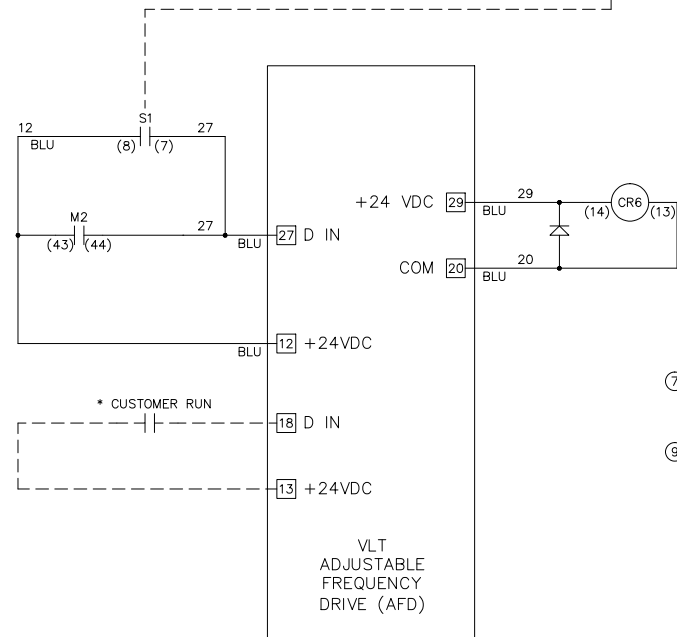 S1
12
27
BLU
(8)
(7)
M2
27
(43)
(44)
BLU
27 D IN
+24 VDC 29
29
BLU
CR6
(14)
(13)
COM 20
20
BLU
BLU
12 +24VDC
7
* CUSTOMER RUN
18 D IN
9
13 +24VDC
VLT
ADJUSTABLE
FREQUENCY
DRIVE (AFD)